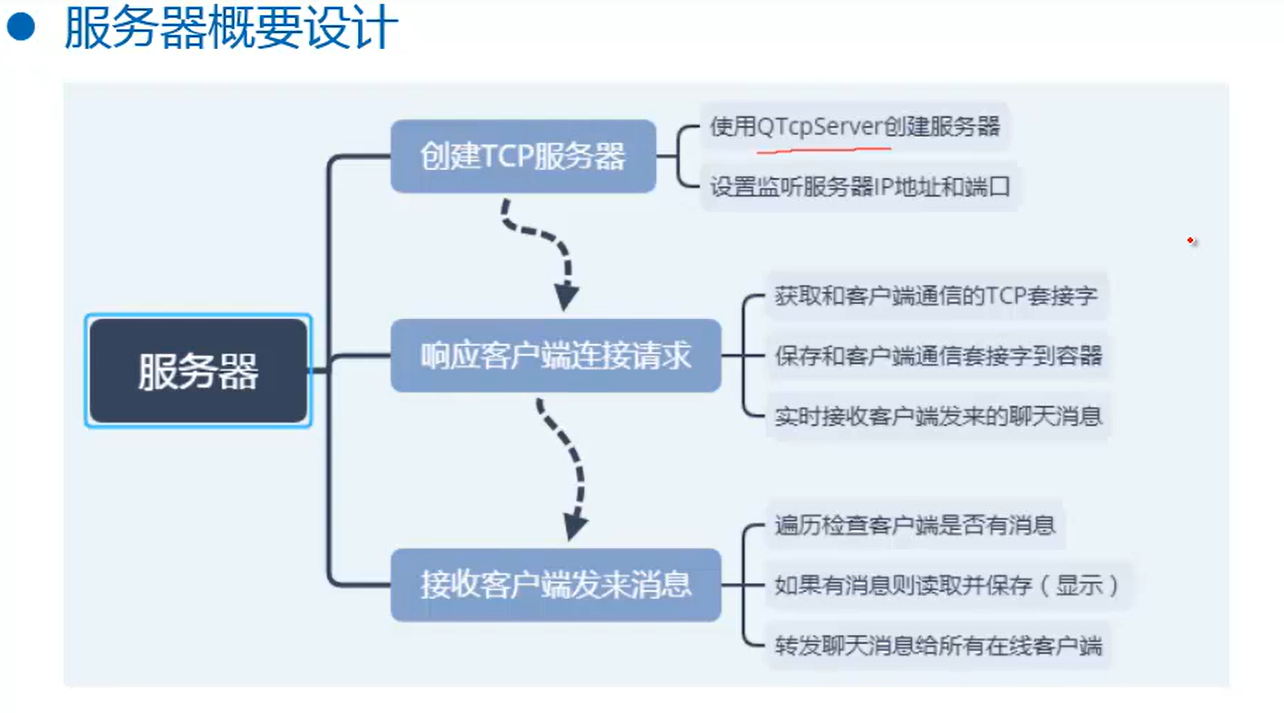 服务器概要设计
创建TCP服务器
使用QTcpServer创建服务器
设置监听服务器IP地址和端口
服务器
响应客户端连接请求
获取和客户端通信的TCP套接字
保存和客户端通信套接字到容器
实时接收客户端发来的聊天消息
接收客户端发来消息
遍历检查客户端是否有消息
如果有消息则读取并保存（显示）
转发聊天消息给所有在线客户端